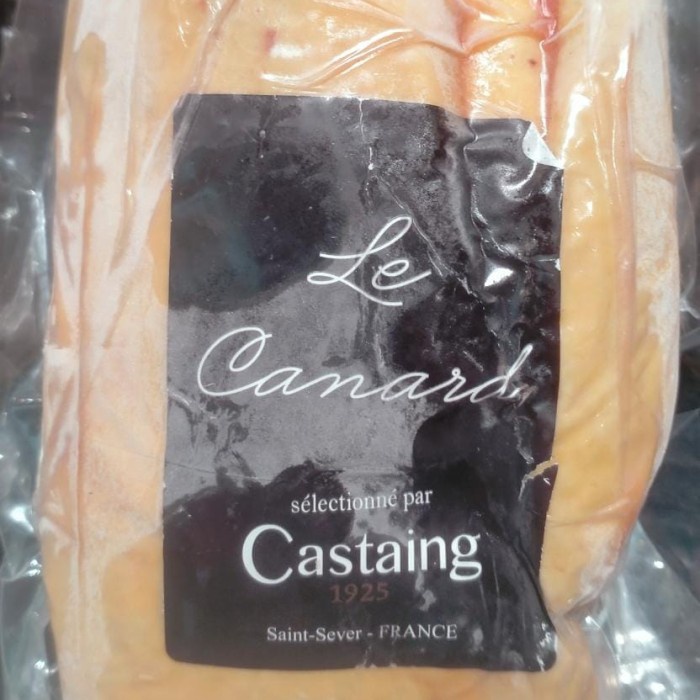 Le
Canard
sélectionné par
Castaing
1925
Saint-Sever - FRANCE